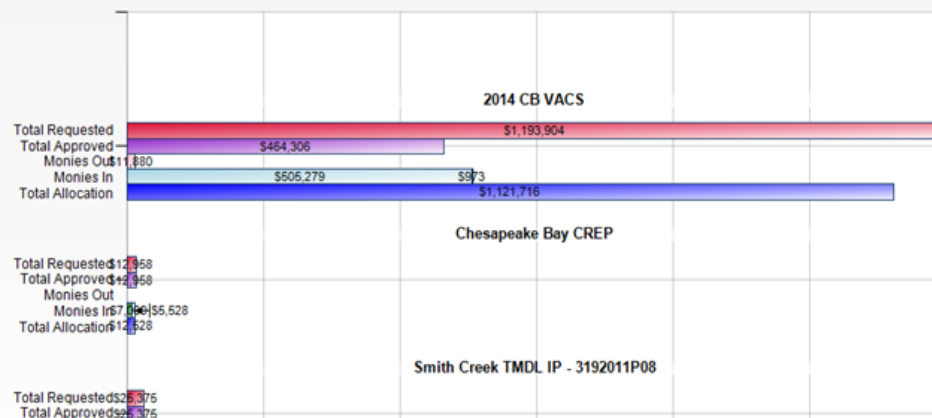 2014 CB VACS
Total Requested $1,193,904
Total Approved $464,306
Monies Out $11,880
Monies In $505,279 $973
Total Allocation $1,121,716
Chesapeake Bay CREP
Total Requested $12,958
Total Approved $12,958
Monies Out
Monies In $5,528
Total Allocation $12,528
Smith Creek TMDL IP - 3192011P08
Total Requested $25,375
Total Approved $25,375